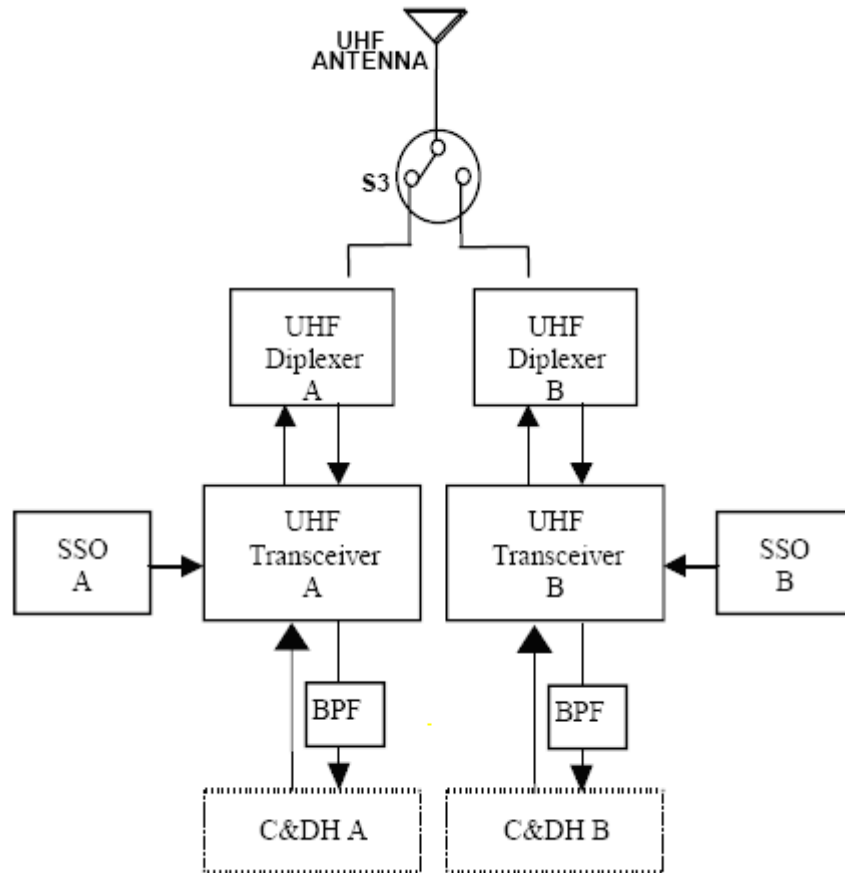 UHF
ANTENNA
S3
UHF
Diplexer
A
UHF
Diplexer
B
SSO
A
UHF
Transceiver
A
UHF
Transceiver
B
SSO
B
BPF
BPF
C&DH A
C&DH B